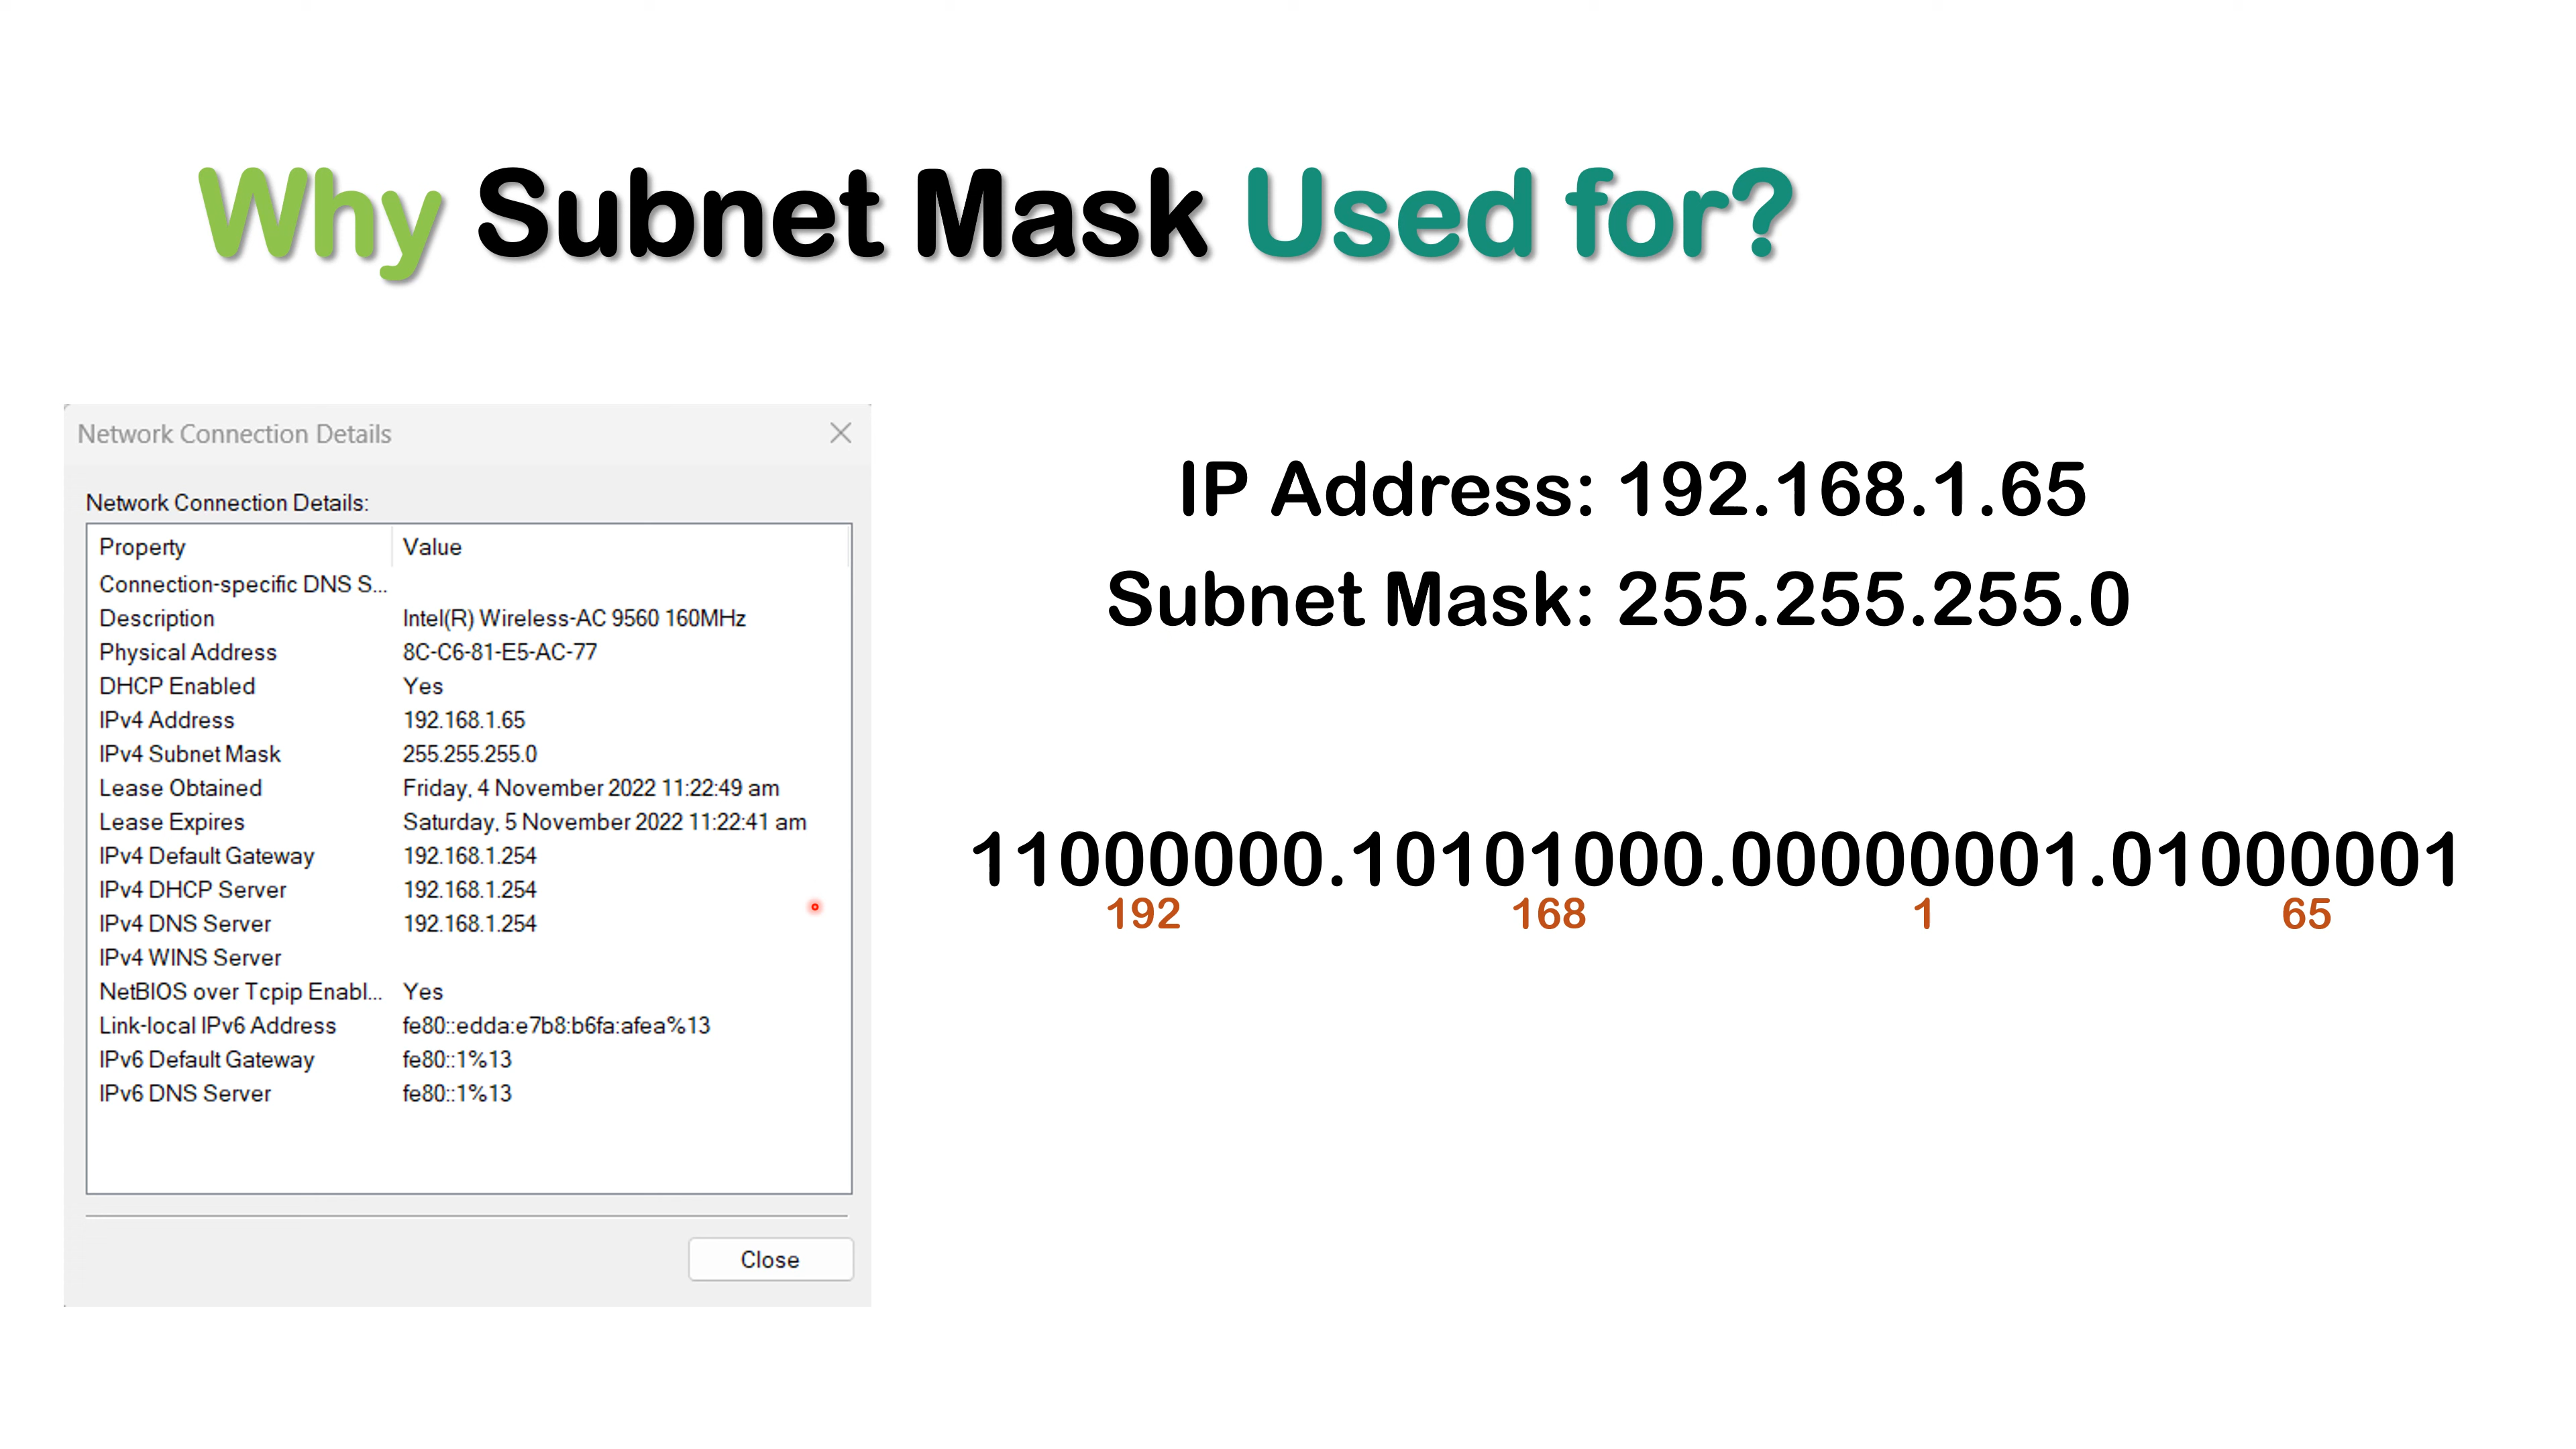 Why Subnet Mask Used for?
Network Connection Details
Network Connection Details:
Property Value
Connection-specific DNS S...
Description Intel(R) Wireless-AC 9560 160MHz
Physical Address 8C-C6-81-E5-AC-77
DHCP Enabled Yes
IPv4 Address 192.168.1.65
IPv4 Subnet Mask 255.255.255.0
Lease Obtained Friday, 4 November 2022 11:22:49 am
Lease Expires Saturday, 5 November 2022 11:22:41 am
IPv4 Default Gateway 192.168.1.254
IPv4 DHCP Server 192.168.1.254
IPv4 DNS Server 192.168.1.254
IPv4 WINS Server
NetBIOS over Tcpip Enabl... Yes
Link-local IPv6 Address fe80::edda:e7b8:b6fa:afea%13
IPv6 Default Gateway fe80::1%13
IPv6 DNS Server fe80::1%13
Close
IP Address: 192.168.1.65
Subnet Mask: 255.255.255.0
11000000.10101000.00000001.01000001
192 168 1 65